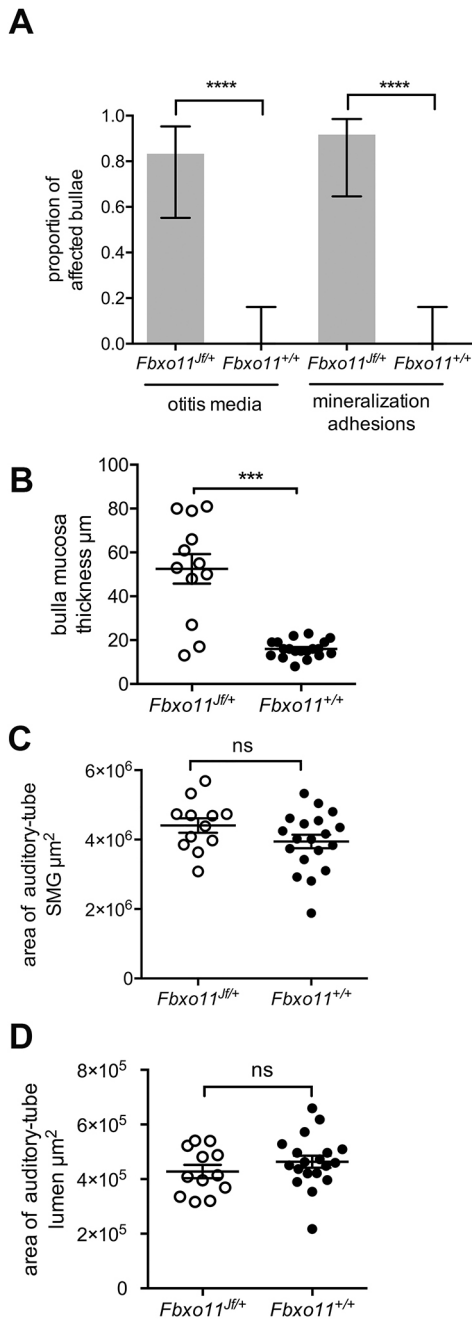 A
****
****
proportion of
affected bullae
1.0
0.8
0.6
0.4
0.2
0.0
Fbxo11Jf/+
Fbxo11+/+
Fbxo11Jf/+
Fbxo11+/+
otitis media
mineralization
adhesions
B
***
bulla mucosa
thickness µm
100
80
60
40
20
0
Fbxo11Jf/+
Fbxo11+/+
C
ns
area of auditory-tube
SMG µm2
6×106
4×106
2×106
0
Fbxo11Jf/+
Fbxo11+/+
D
ns
area of auditory-tube
lumen µm2
8×105
6×105
4×105
2×105
0
Fbxo11Jf/+
Fbxo11+/+